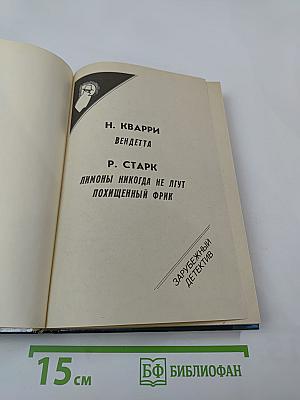 Н. КВАРРИ
ВЕНДЕТТА
Р. СТАРК
ЛИМОНЫ НИКОГДА НЕ ЛГУТ
ПОХИЩЕННЫЙ ФРИК
ЗАРУБЕЖНЫЙ
ДЕТЕКТИВ
15 см
БФ БИБЛИОФАН